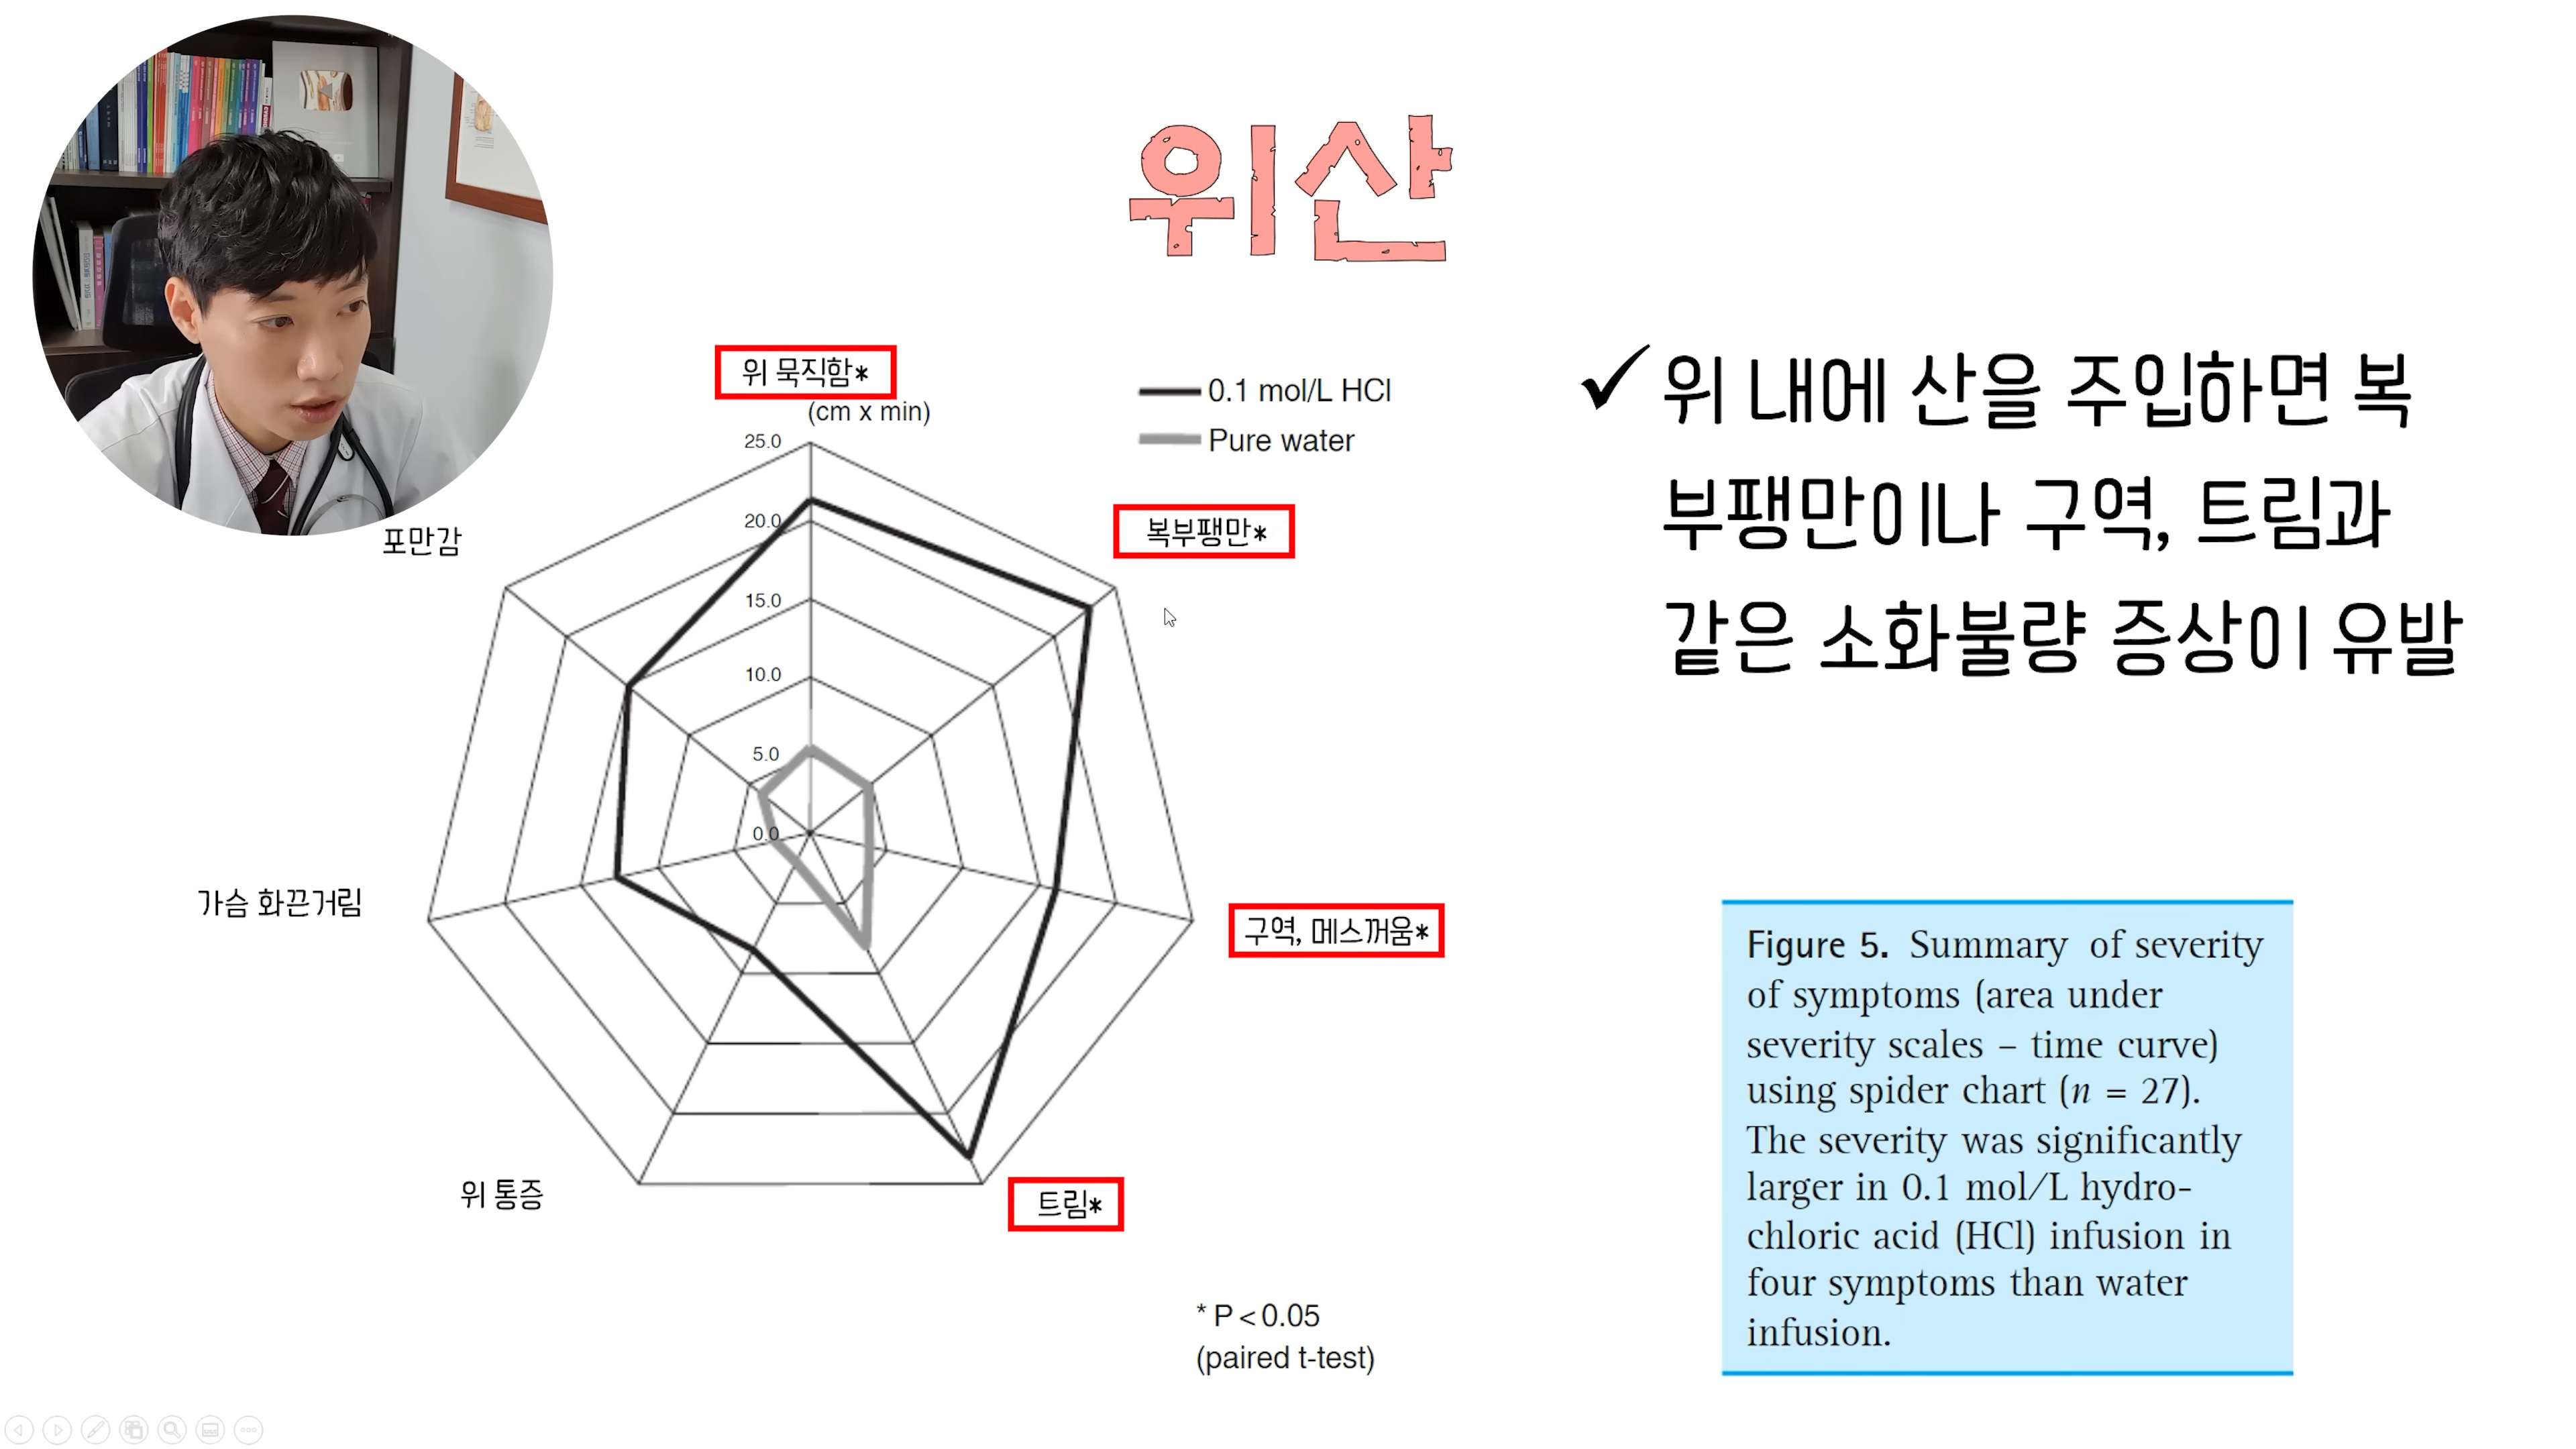 위산
위 묵직함*
(cm x min)
0.1 mol/L HCl
Pure water
25.0
20.0
15.0
10.0
5.0
0.0
복부팽만*
포만감
가슴 화끈거림
구역, 메스꺼움*
위 통증
트림*
* P < 0.05
(paired t-test)
✓ 위 내에 산을 주입하면 복
부팽만이나 구역, 트림과
같은 소화불량 증상이 유발
Figure 5. Summary of severity
of symptoms (area under
severity scales – time curve)
using spider chart (n = 27).
The severity was significantly
larger in 0.1 mol/L hydro-
chloric acid (HCl) infusion in
four symptoms than water
infusion.